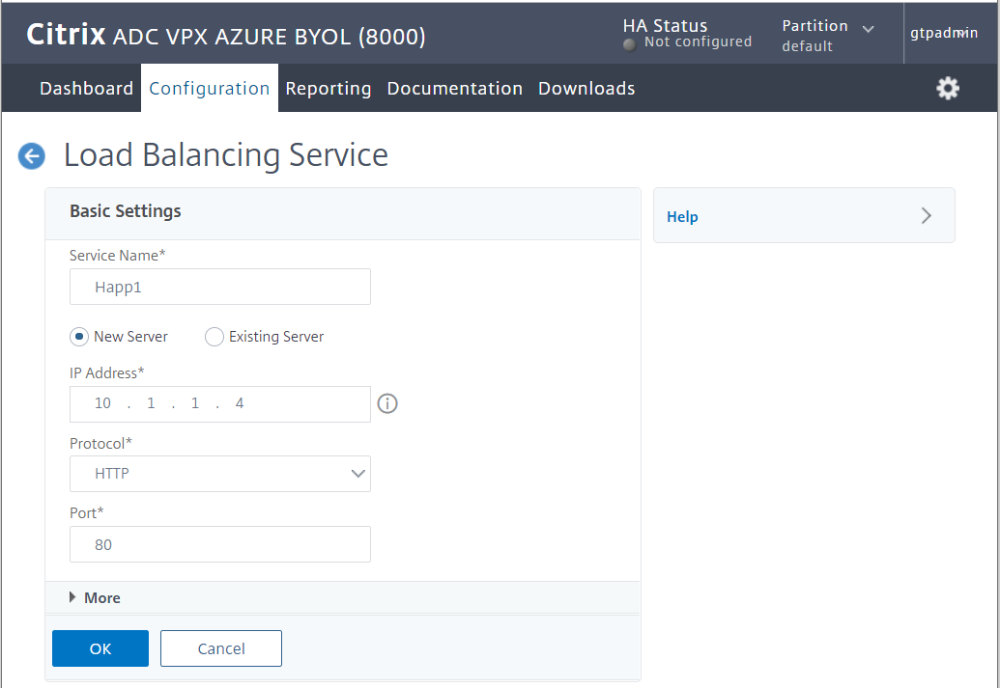 Citrix ADC VPX AZURE BYOL (8000)
HA Status
Not configured
Partition
default
gtpadmin
Dashboard Configuration Reporting Documentation Downloads
Load Balancing Service
Basic Settings
Help
Service Name*
Happ1
New Server Existing Server
IP Address*
10 . 1 . 1 . 4
Protocol*
HTTP
Port*
80
More
OK Cancel